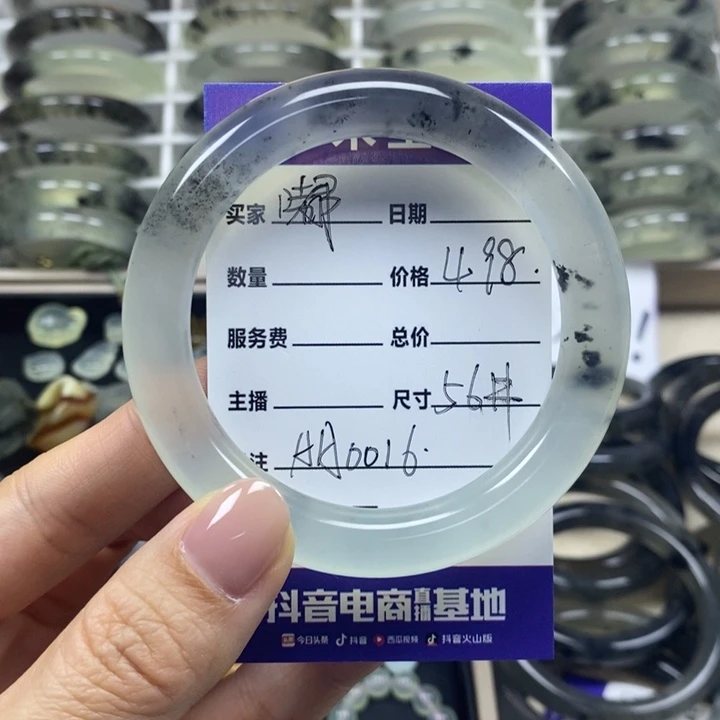 买家 嘟 日期
数量 价格 498.
服务费 总价
主播 尺寸 56#
注 AA0016.
抖音电商直播基地
今日头条 抖音 西瓜视频 抖音火山版